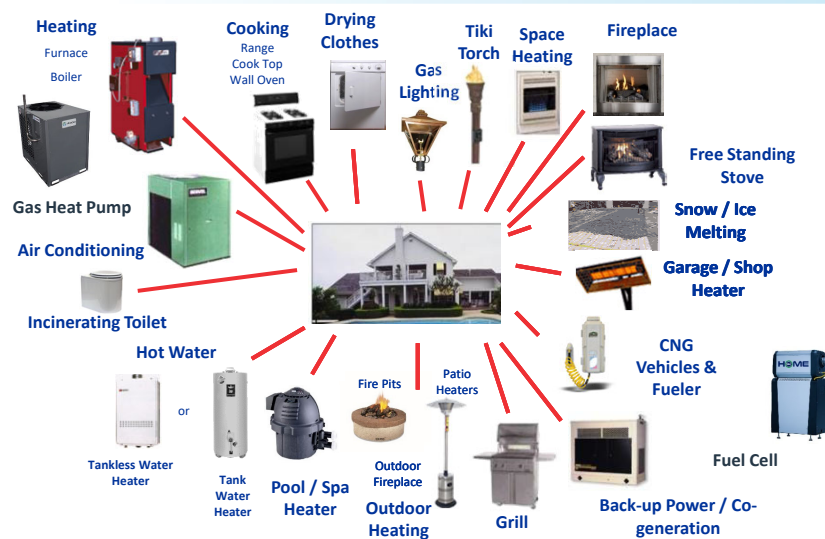 Heating
Furnace
Boiler
Cooking
Range
Cook Top
Wall Oven
Drying
Clothes
Gas
Lighting
Tiki
Torch
Space
Heating
Fireplace
Free Standing
Stove
Snow / Ice
Melting
Garage / Shop
Heater
CNG
Vehicles &
Fueler
HOME
Fuel Cell
Back-up Power / Co-
generation
Grill
Patio
Heaters
Fire Pits
Outdoor
Fireplace
Outdoor
Heating
Pool / Spa
Heater
Hot Water
or
Tankless Water
Heater
Tank
Water
Heater
Incinerating Toilet
Air Conditioning
Gas Heat Pump